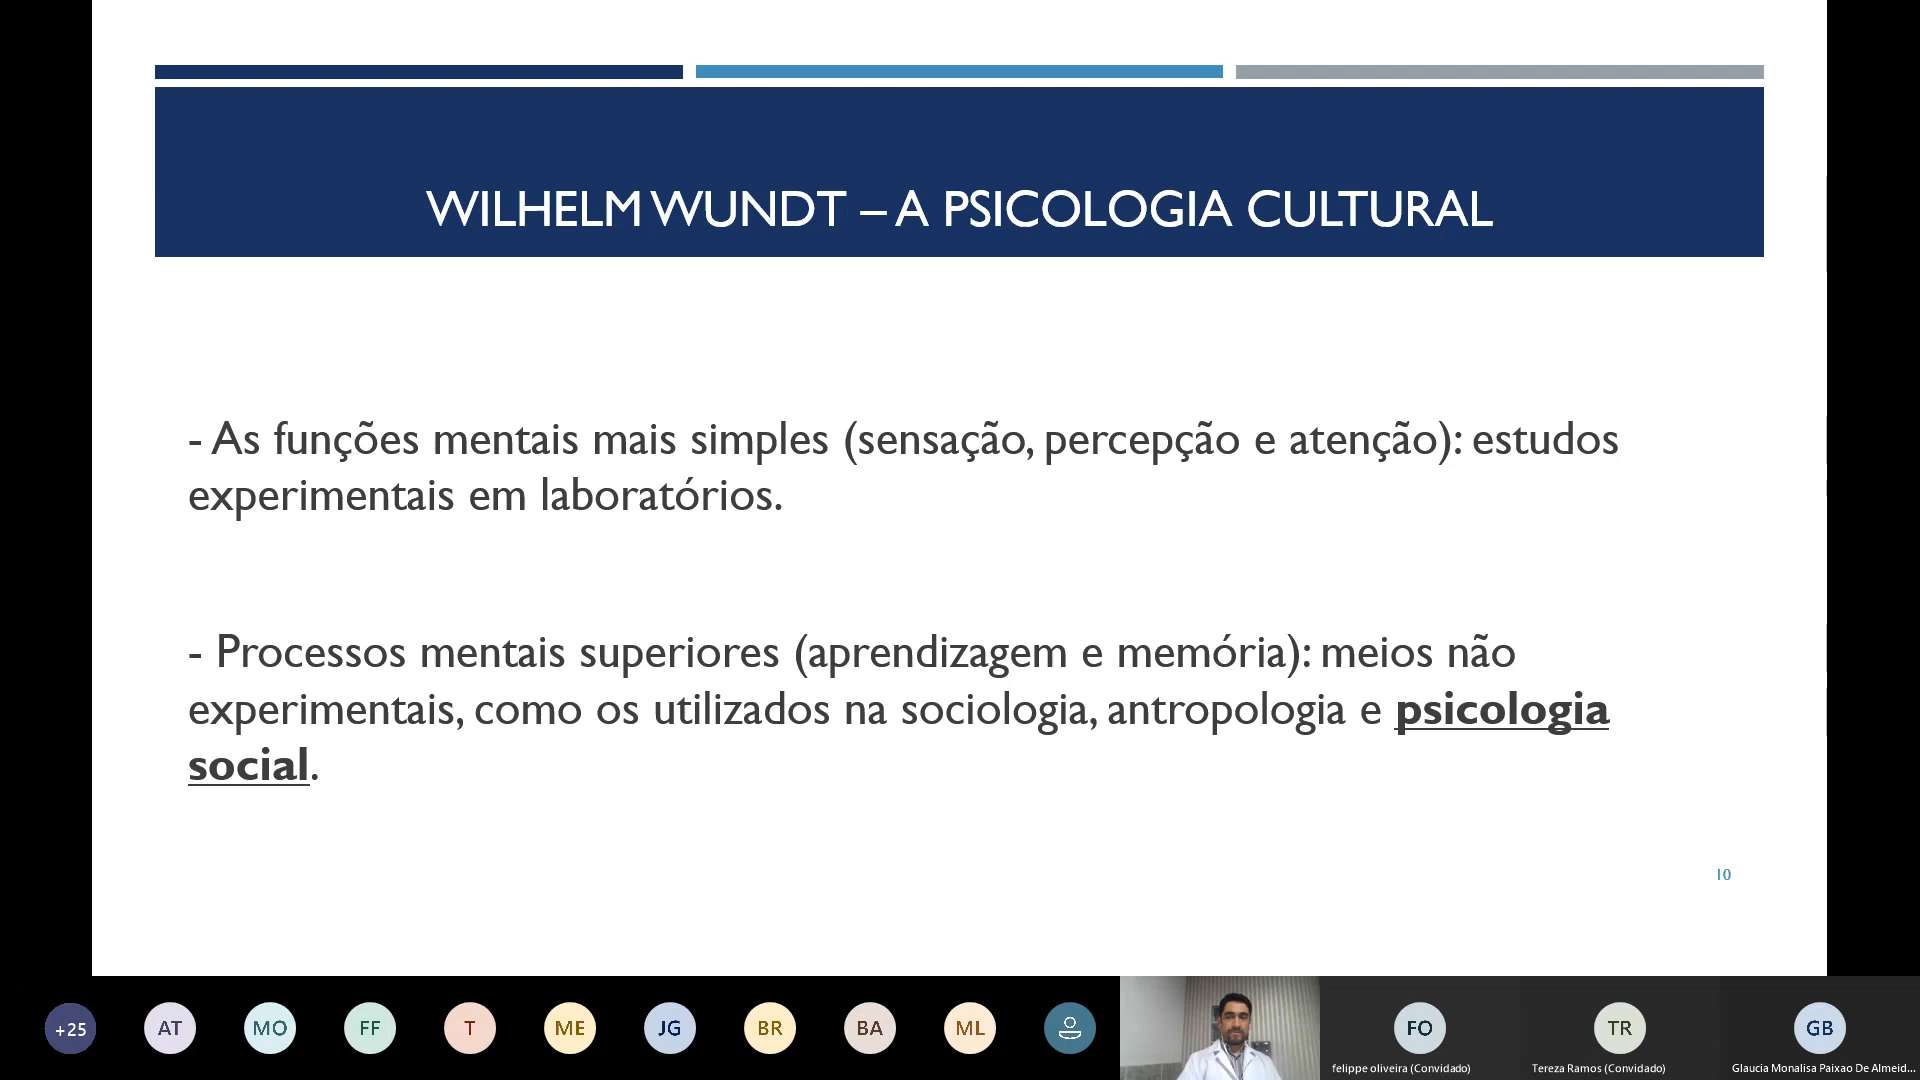 WILHELM WUNDT – A PSICOLOGIA CULTURAL
- As funções mentais mais simples (sensação, percepção e atenção): estudos
experimentais em laboratórios.
- Processos mentais superiores (aprendizagem e memória): meios não
experimentais, como os utilizados na sociologia, antropologia e psicologia
social.
10
+25
AT
MO
FF
T
ME
JG
BR
BA
ML
FO
TR
GB
felippe oliveira (Convidado)
Tereza Ramos (Convidado)
Glaucia Monalisa Paixao De Almeid...